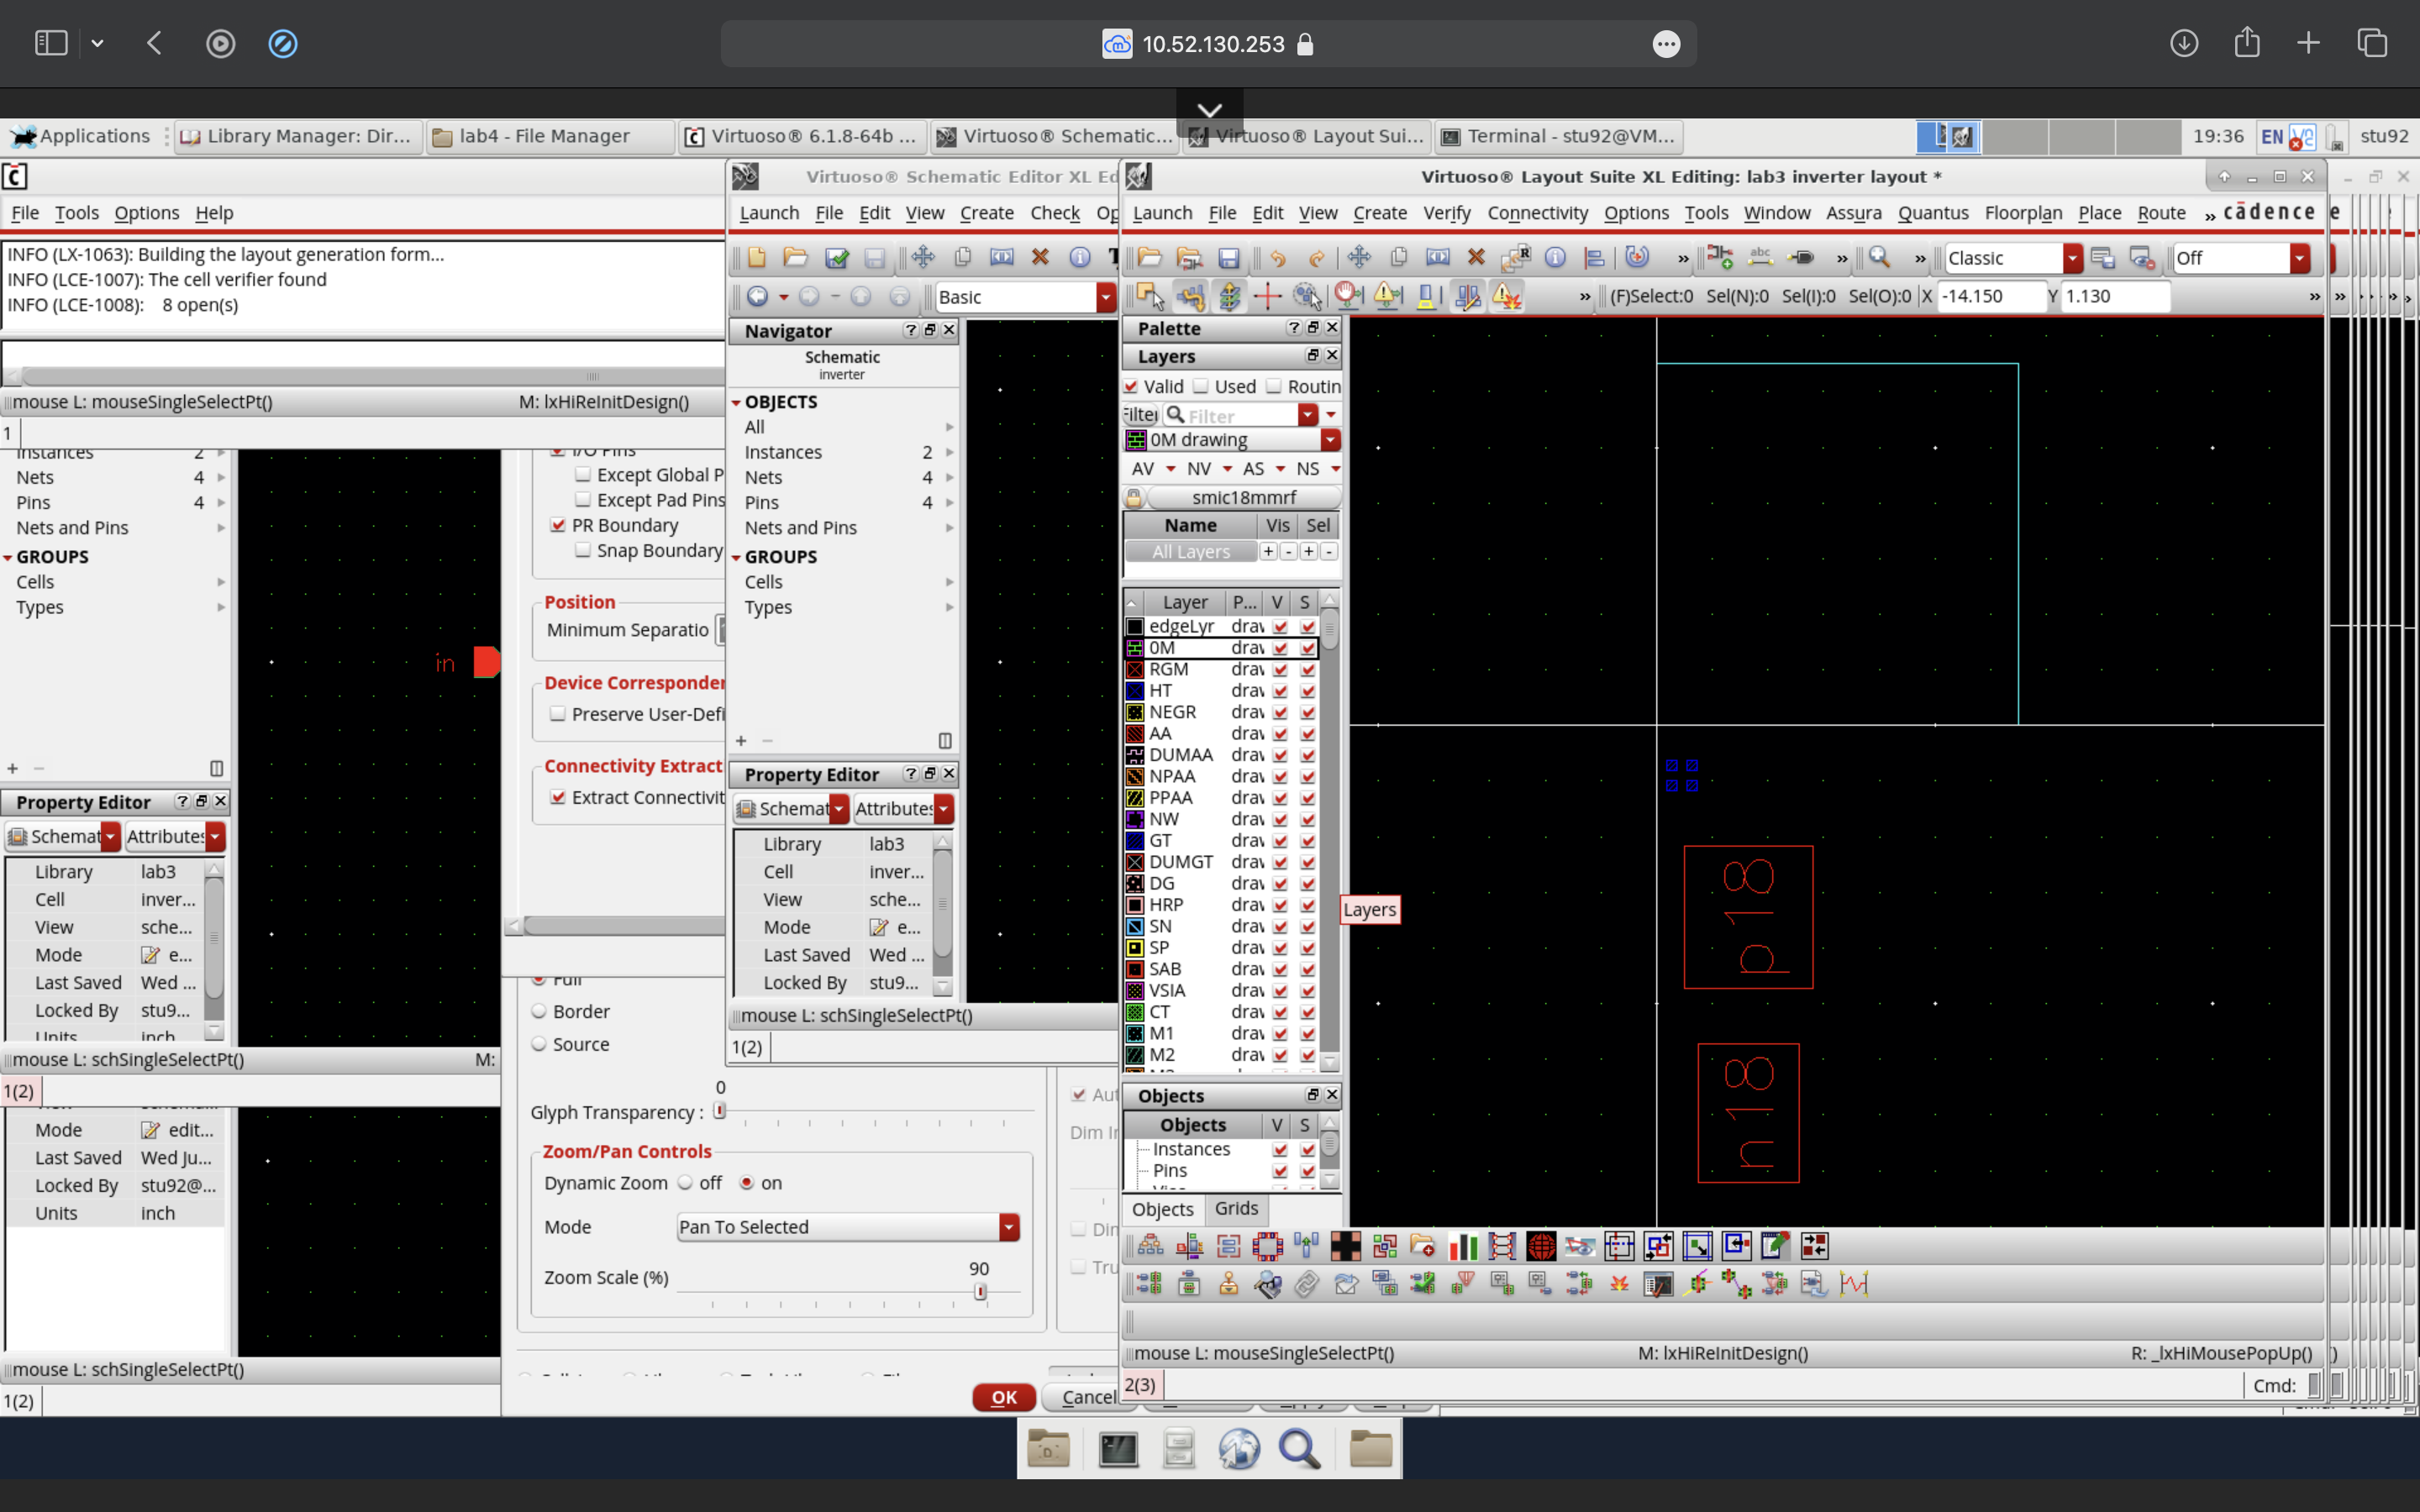 10.52.130.253
Applications
Library Manager: Dir...
lab4 - File Manager
Virtuoso® 6.1.8-64b ...
Virtuoso® Schematic...
Virtuoso® Layout Sui...
Terminal - stu92@VM...
19:36
EN
stu92
File Tools Options Help
INFO (LX-1063): Building the layout generation form...
INFO (LCE-1007): The cell verifier found
INFO (LCE-1008): 8 open(s)
mouse L: mouseSingleSelectPt() M: lxHiReInitDesign()
1
Instances 2
Nets 4
Pins 4
Nets and Pins
GROUPS
Cells
Types
in
Property Editor
Schemat Attributes
Library lab3
Cell inver...
View sche...
Mode e...
Last Saved Wed ...
Locked By stu9...
Units inch
mouse L: schSingleSelectPt() M:
1(2)
Mode edit...
Last Saved Wed Ju...
Locked By stu92@...
Units inch
mouse L: schSingleSelectPt()
1(2)
I/O Pins
Except Global P
Except Pad Pins
PR Boundary
Snap Boundary
Position
Minimum Separatio
Device Corresponder
Preserve User-Defi
Connectivity Extract
Extract Connectivit
Full
Border
Source
0
Glyph Transparency :
Zoom/Pan Controls
Dynamic Zoom off on
Mode Pan To Selected
Zoom Scale (%) 90
OK Cancel
Aut
Dim In
Dim
Tru
Virtuoso® Schematic Editor XL Ed
Launch File Edit View Create Check Op
Basic
Navigator
Schematic
inverter
OBJECTS
All
Instances 2
Nets 4
Pins 4
Nets and Pins
GROUPS
Cells
Types
Property Editor
Schemat Attributes
Library lab3
Cell inver...
View sche...
Mode e...
Last Saved Wed ...
Locked By stu9...
mouse L: schSingleSelectPt()
1(2)
Virtuoso® Layout Suite XL Editing: lab3 inverter layout *
Launch File Edit View Create Verify Connectivity Options Tools Window Assura Quantus Floorplan Place Route » cādence
Classic Off
(F)Select:0 Sel(N):0 Sel(I):0 Sel(O):0 X -14.150 Y 1.130
Palette
Layers
Valid Used Routin
Filter Filter
0M drawing
AV NV AS NS
smic18mmrf
Name Vis Sel
All Layers + - + -
Layer P... V S
edgeLyr drav
0M drav
RGM drav
HT drav
NEGR drav
AA drav
DUMAA drav
NPAA drav
PPAA drav
NW drav
GT drav
DUMGT drav
DG drav
HRP drav
SN drav
SP drav
SAB drav
VSIA drav
CT drav
M1 drav
M2 drav
Layers
p18
n18
Objects
Objects V S
Instances
Pins
Objects Grids
mouse L: mouseSingleSelectPt() M: lxHiReInitDesign() R: _lxHiMousePopUp()
2(3) Cmd: